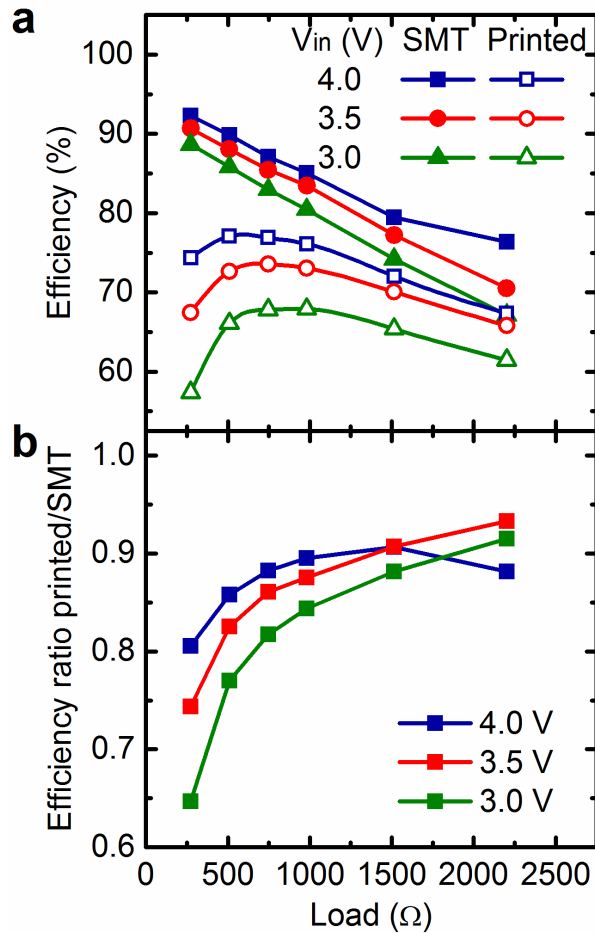 a
Vin (V) SMT Printed
4.0
3.5
3.0
100
90
80
70
60
Efficiency (%)
b
1.0
0.9
0.8
0.7
0.6
Efficiency ratio printed/SMT
4.0 V
3.5 V
3.0 V
0 500 1000 1500 2000 2500
Load (Ω)